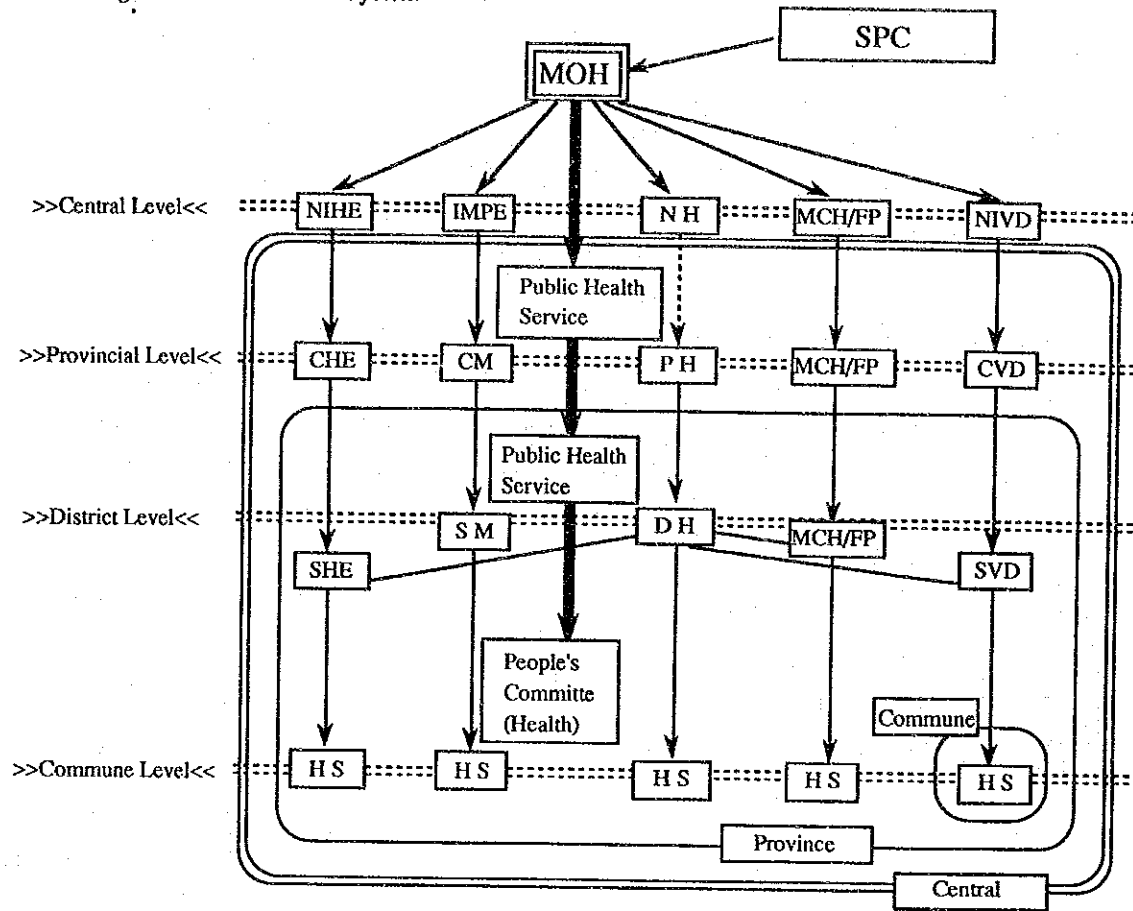 SPC
MOH
>>Central Level<<
NIHE
IMPE
N H
MCH/FP
NIVD
Public Health
Service
>>Provincial Level<<
CHE
CM
P H
MCH/FP
CVD
Public Health
Service
>>District Level<<
S M
D H
MCH/FP
SHE
SVD
People's
Committe
(Health)
Commune
>>Commune Level<<
H S
H S
H S
H S
H S
Province
Central